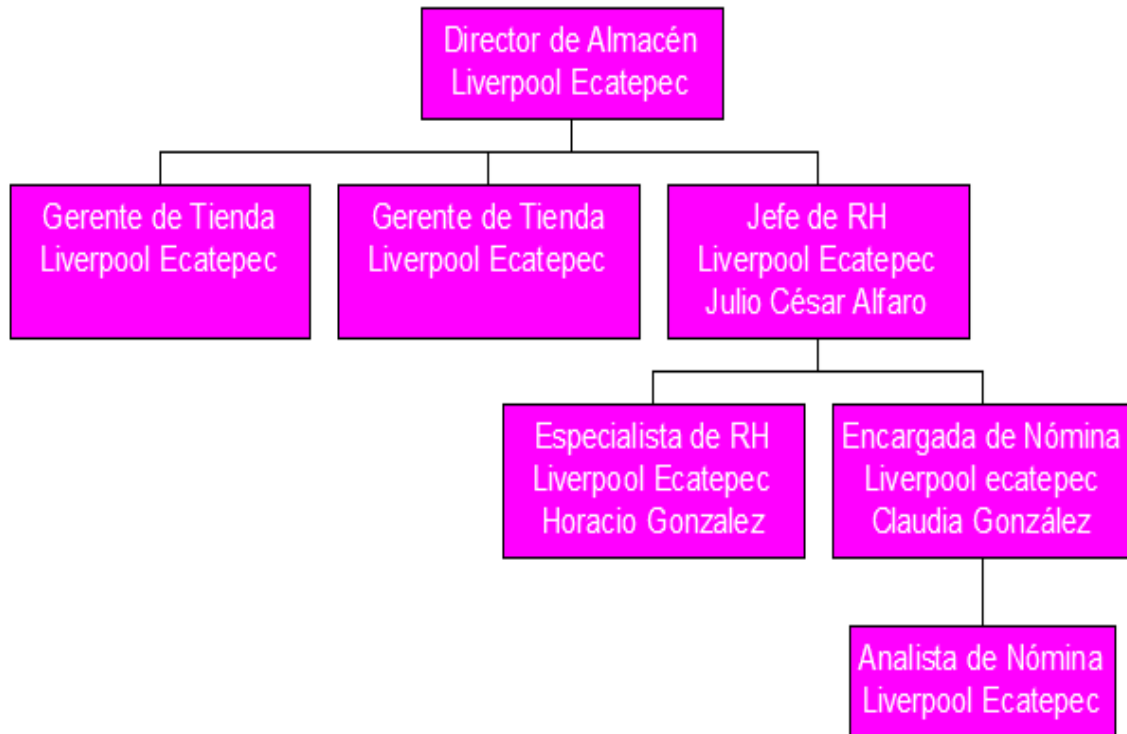 Director de Almacén
Liverpool Ecatepec
Gerente de Tienda
Liverpool Ecatepec
Gerente de Tienda
Liverpool Ecatepec
Jefe de RH
Liverpool Ecatepec
Julio César Alfaro
Especialista de RH
Liverpool Ecatepec
Horacio Gonzalez
Encargada de Nómina
Liverpool ecatepec
Claudia González
Analista de Nómina
Liverpool Ecatepec